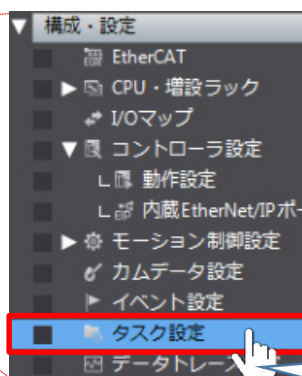 構成・設定
EtherCAT
CPU・増設ラック
I/Oマップ
コントローラ設定
動作設定
内蔵EtherNet/IPポー
モーション制御設定
カムデータ設定
イベント設定
タスク設定
データトレース